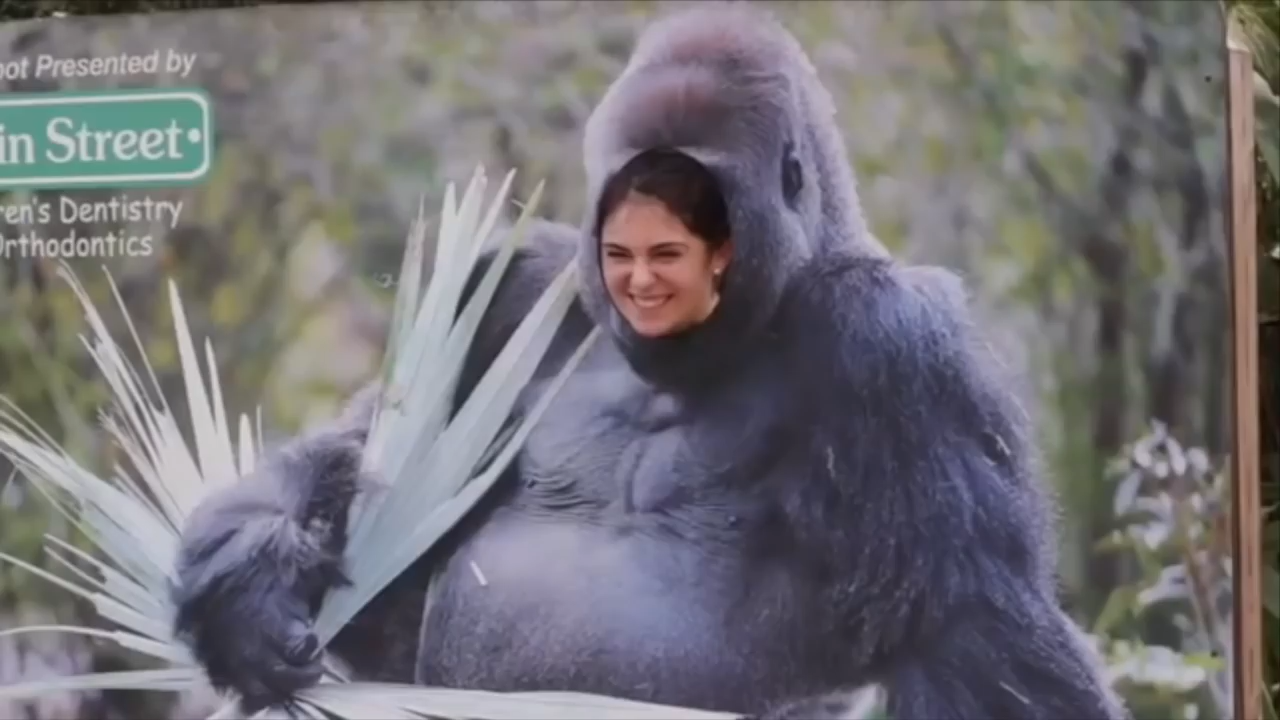 oot Presented by
in Street
ren's Dentistry
Orthodontics